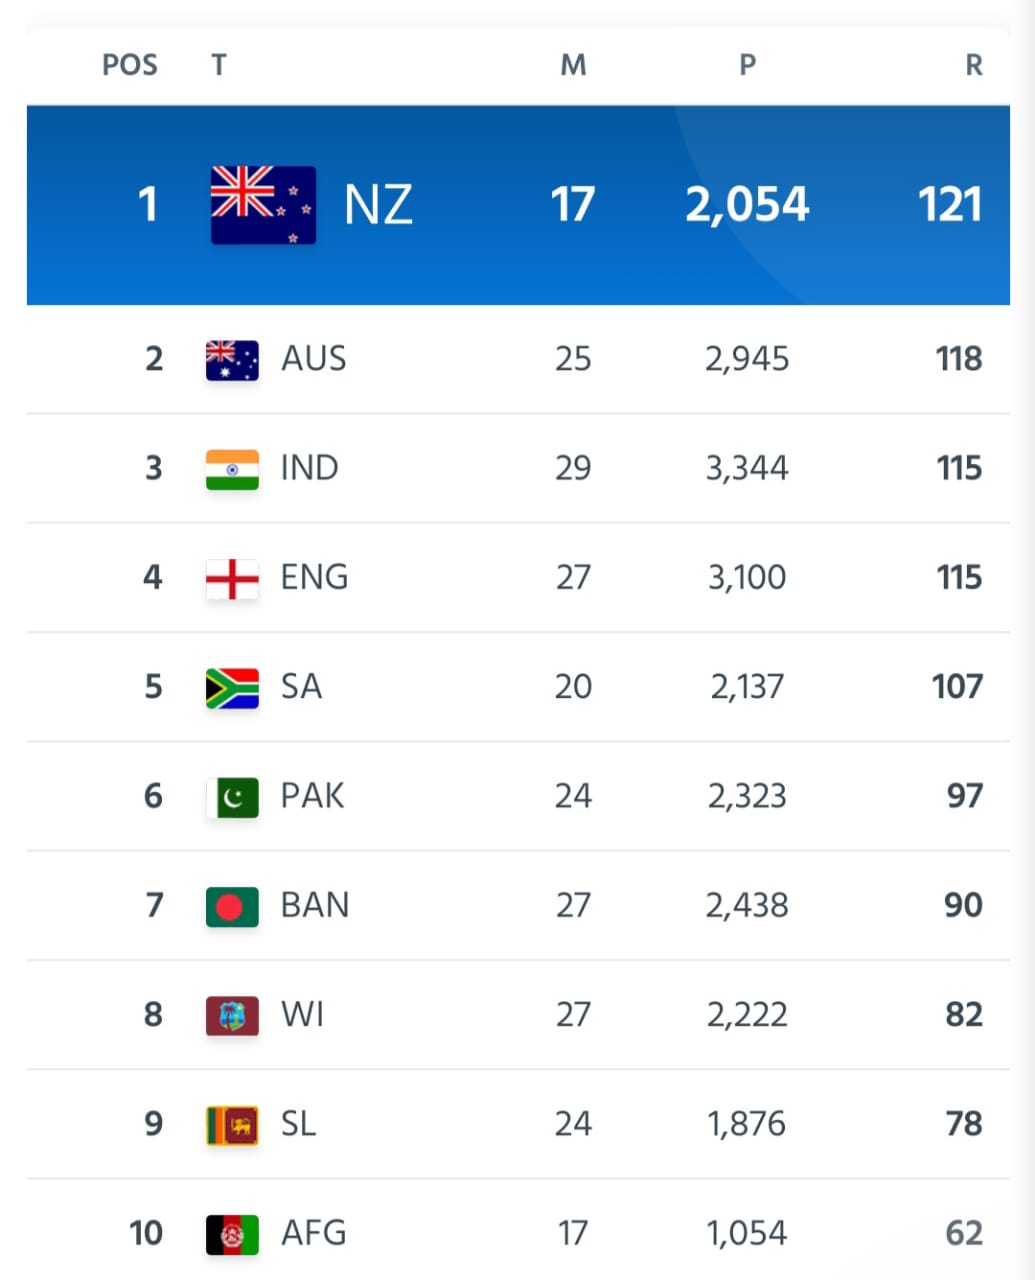 POS T M P R
1 NZ 17 2,054 121
2 AUS 25 2,945 118
3 IND 29 3,344 115
4 ENG 27 3,100 115
5 SA 20 2,137 107
6 PAK 24 2,323 97
7 BAN 27 2,438 90
8 WI 27 2,222 82
9 SL 24 1,876 78
10 AFG 17 1,054 62